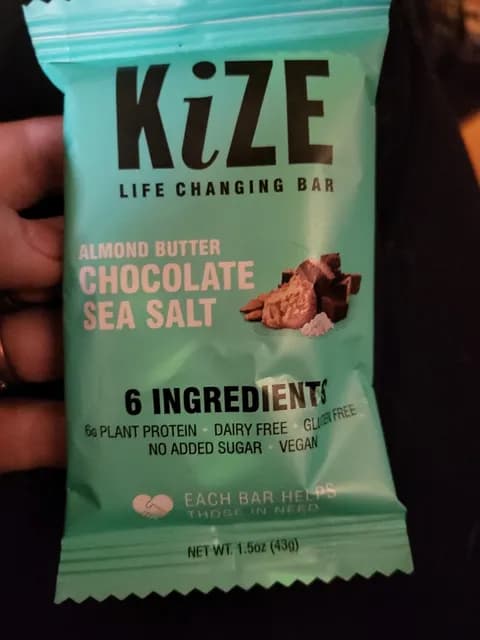 KiZE
LIFE CHANGING BAR
ALMOND BUTTER
CHOCOLATE
SEA SALT
6 INGREDIENTS
6g PLANT PROTEIN · DAIRY FREE · GLUTEN FREE
NO ADDED SUGAR · VEGAN
EACH BAR HELPS
THOSE IN NEED
NET WT. 1.5oz (43g)